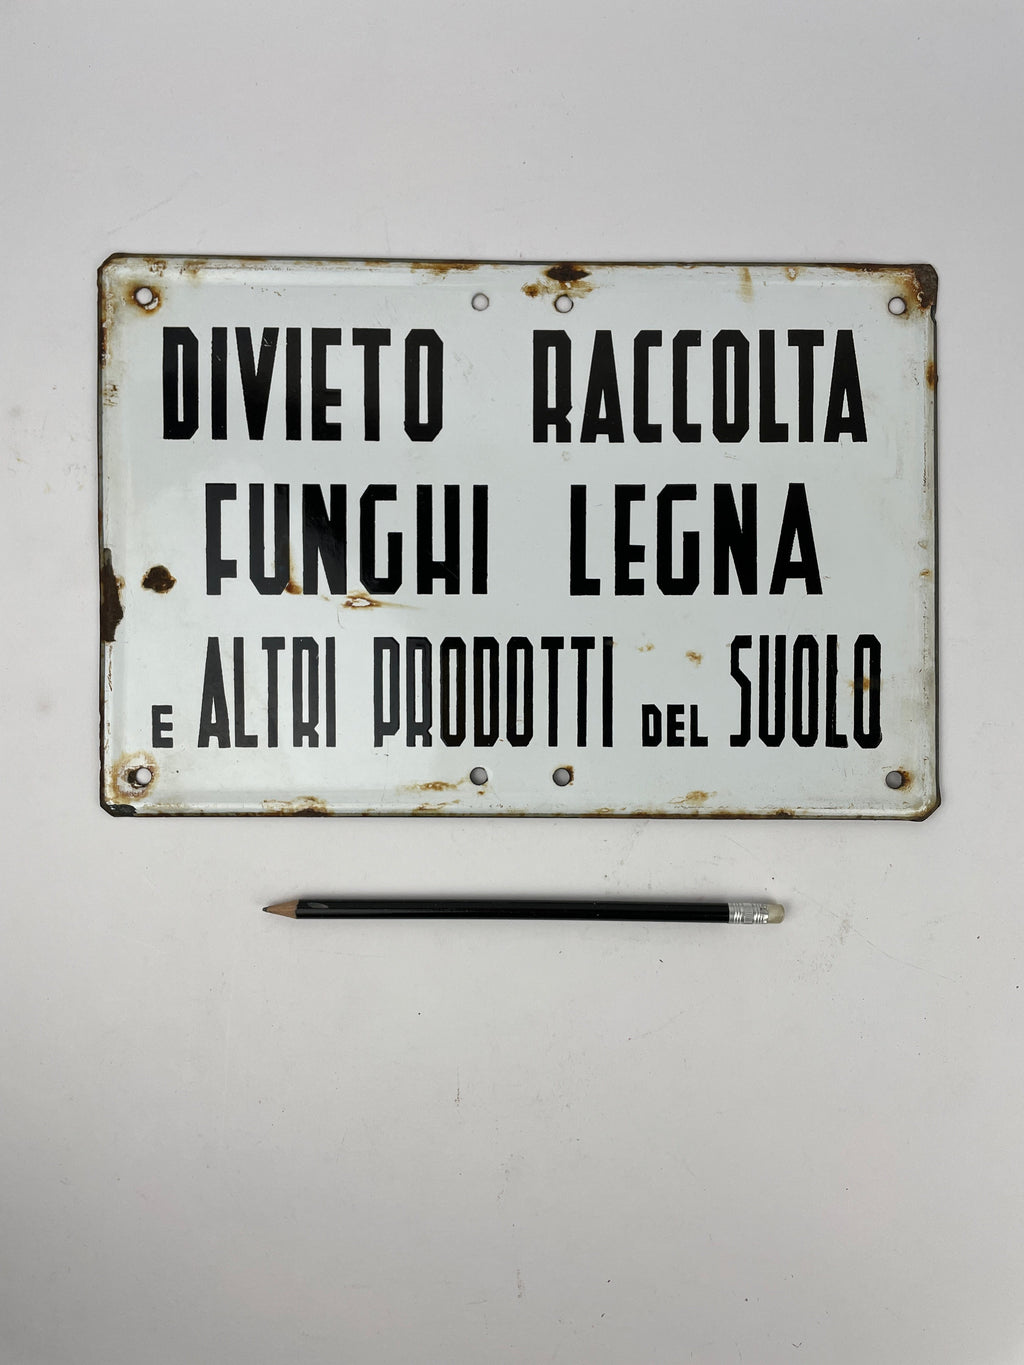 DIVIETO RACCOLTA
FUNGHI LEGNA
E ALTRI PRODOTTI DEL SUOLO